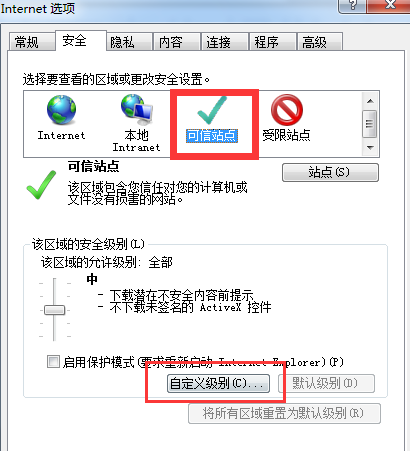 Internet 选项
常规 安全 隐私 内容 连接 程序 高级
选择要查看的区域或更改安全设置。
Internet 本地 Intranet 可信站点 受限站点
可信站点
站点(S)
该区域包含您信任对您的计算机或
文件没有损害的网站。
该区域的安全级别(L)
该区域的允许级别: 全部
中
- 下载潜在不安全内容前提示
- 不下载未签名的 ActiveX 控件
启用保护模式(要求重新启动 Internet Explorer)(P)
自定义级别(C)... 默认级别(D)
将所有区域重置为默认级别(R)